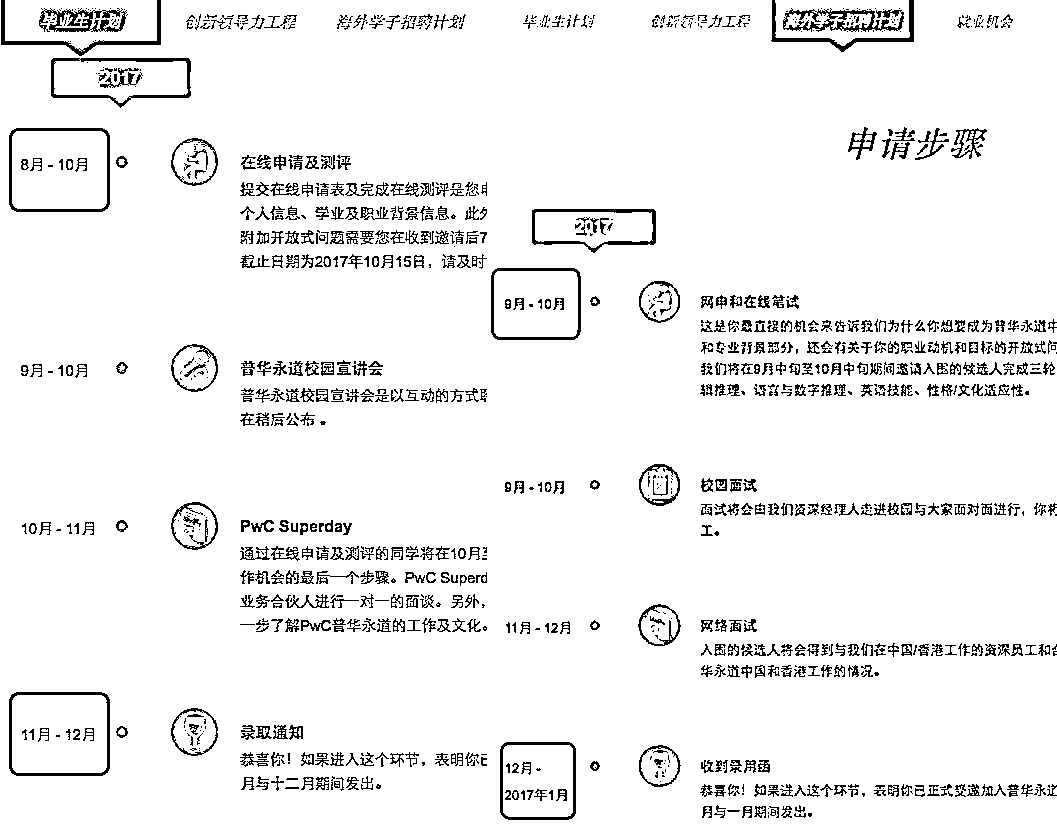 毕业生计划
创新领导力工程
海外学子招聘计划
毕业生计划
创新领导力工程
海外学子招聘计划
就业机会
2017
8月 - 10月
在线申请及测评
提交在线申请表及完成在线测评是您申
个人信息、学业及职业背景信息。此外
附加开放式问题需要您在收到邀请后7
截止日期为2017年10月15日，请及时
9月 - 10月
普华永道校园宣讲会
普华永道校园宣讲会是以互动的方式
在稍后公布 。
10月 - 11月
PwC Superday
通过在线申请及测评的同学将在10月至
作机会的最后一个步骤。PwC Superd
业务合伙人进行一对一的面谈。另外，
一步了解PwC普华永道的工作及文化。
11月 - 12月
录取通知
恭喜你！如果进入这个环节，表明你已
月与十二月期间发出。
申请步骤
2017
9月 - 10月
网申和在线笔试
这是你最直接的机会来告诉我们为什么你想要成为普华永道中
和专业背景部分，还会有关于你的职业动机和目标的开放式问
我们将在9月中旬至10月中旬期间邀请入围的候选人完成三轮
辑推理、语言与数字推理、英语技能、性格/文化适应性。
9月 - 10月
校园面试
面试将会由我们资深经理人走进校园与大家面对面进行，你将
工。
11月 - 12月
网络面试
入围的候选人将会得到与我们在中国/香港工作的资深员工和合
华永道中国和香港工作的情况。
12月 -
2017年1月
收到录用函
恭喜你！如果进入这个环节，表明你已正式受邀加入普华永道
月与一月期间发出。